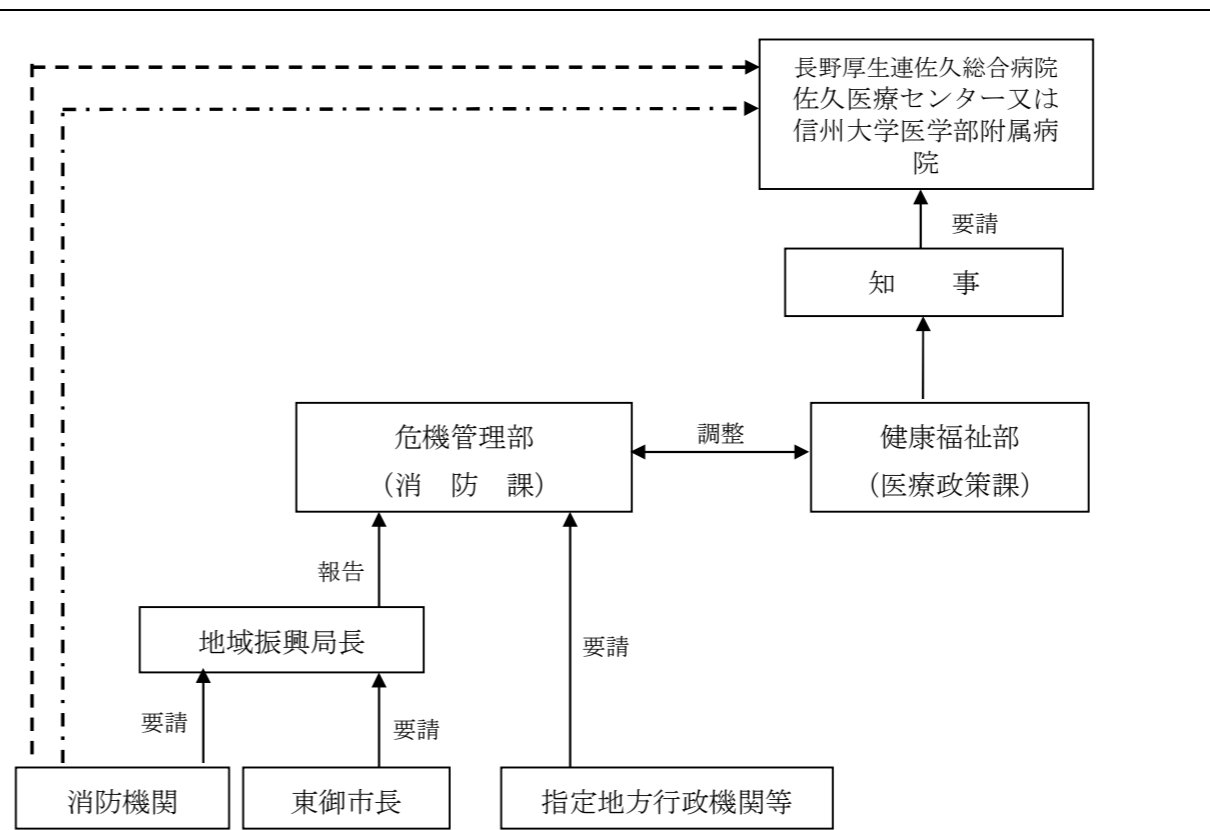 長野厚生連佐久総合病院
佐久医療センター又は
信州大学医学部附属病
院
要請
知　　事
危機管理部
（消　防　課）
調整
健康福祉部
（医療政策課）
報告
地域振興局長
要請
要請
要請
消防機関
東御市長
指定地方行政機関等